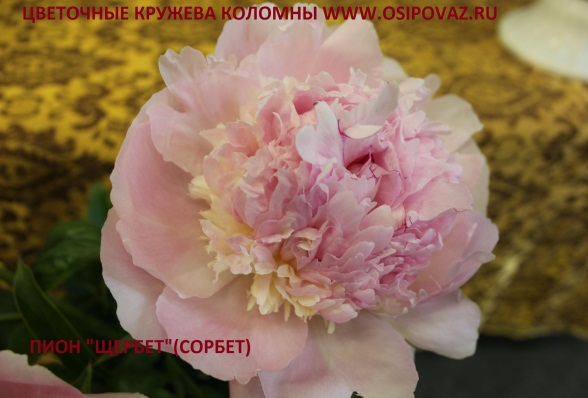 ЦВЕТОЧНЫЕ КРУЖЕВА КОЛОМНЫ WWW.OSIPOVAZ.RU
ПИОН "ЩЕРБЕТ"(СОРБЕТ)